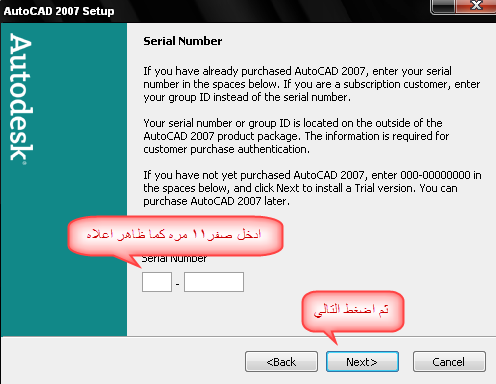 AutoCAD 2007 Setup
Autodesk®
Serial Number
If you have already purchased AutoCAD 2007, enter your serial
number in the spaces below. If you are a subscription customer, enter
your group ID instead of the serial number.
Your serial number or group ID is located on the outside of the
AutoCAD 2007 product package. The information is required for
customer purchase authentication.
If you have not yet purchased AutoCAD 2007, enter 000-00000000 in
the spaces below, and click Next to install a Trial version. You can
purchase AutoCAD 2007 later.
ادخل صفر١١ مره كما ظاهر اعلاه
Serial Number
-
ثم اضغط التالي
<Back
Next>
Cancel